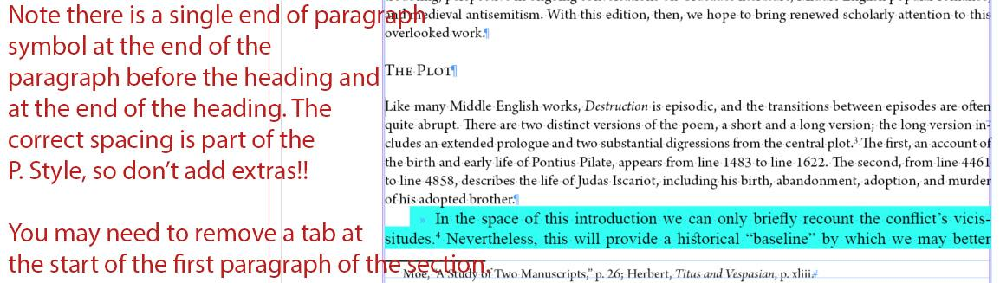 Note there is a single end of paragraph
symbol at the end of the
paragraph before the heading and
at the end of the heading. The
correct spacing is part of the
P. Style, so don't add extras!!
You may need to remove a tab at
the start of the first paragraph of the section.
and medieval antisemitism. With this edition, then, we hope to bring renewed scholarly attention to this
overlooked work.¶
The Plot¶
Like many Middle English works, Destruction is episodic, and the transitions between episodes are often
quite abrupt. There are two distinct versions of the poem, a short and a long version; the long version in-
cludes an extended prologue and two substantial digressions from the central plot.³ The first, an account of
the birth and early life of Pontius Pilate, appears from line 1483 to line 1622. The second, from line 4461
to line 4858, describes the life of Judas Iscariot, including his birth, abandonment, adoption, and murder
of his adopted brother.¶
» In the space of this introduction we can only briefly recount the conflict's vicis-
situdes.⁴ Nevertheless, this will provide a historical “baseline” by which we may better
Moe, “A Study of Two Manuscripts,” p. 26; Herbert, Titus and Vespasian, p. xliii.#